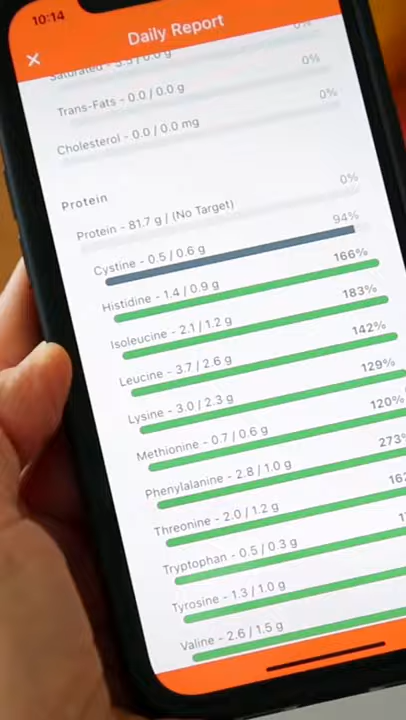 10:14
Daily Report
Saturated - 0%
Trans-Fats - 0.0 / 0.0 g 0%
Cholesterol - 0.0 / 0.0 mg 0%
Protein
Protein - 81.7 g / (No Target) 0%
Cystine - 0.5 / 0.6 g 94%
Histidine - 1.4 / 0.9 g 166%
Isoleucine - 2.1 / 1.2 g 183%
Leucine - 3.7 / 2.6 g 142%
Lysine - 3.0 / 2.3 g 129%
Methionine - 0.7 / 0.6 g 120%
Phenylalanine - 2.8 / 1.0 g 273%
Threonine - 2.0 / 1.2 g 162
Tryptophan - 0.5 / 0.3 g
Tyrosine - 1.3 / 1.0 g
Valine - 2.6 / 1.5 g